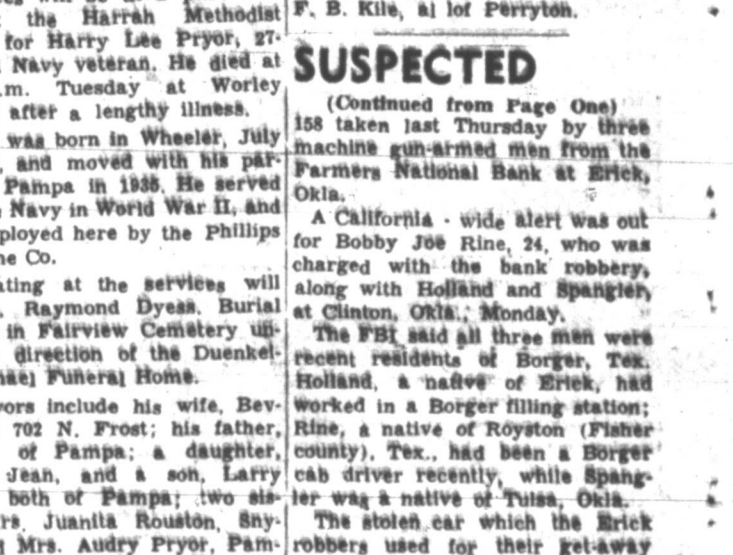 the Harrah Methodist
for Harry Lee Pryor, 27-
Navy veteran. He died at
.m. Tuesday at Worley
after a lengthy illness.
was born in Wheeler, July
, and moved with his par-
Pampa in 1935. He served
Navy in World War II, and
ployed here by the Phillips
ne Co.
ating at the services will
. Raymond Dyess. Burial
in Fairview Cemetery un-
direction of the Duenkel-
hael Funeral Home.
vors include his wife, Bev-
702 N. Frost; his father,
of Pampa; a daughter,
Jean, and a son, Larry
both of Pampa; two sis-
rs. Juanita Rouston, Sny-
Mrs. Audry Pryor, Pam-
F. B. Kile, al lof Perryton.
SUSPECTED
(Continued from Page One)
158 taken last Thursday by three
machine gun-armed men from the
Farmers National Bank at Erick,
Okla.
A California - wide alert was out
for Bobby Joe Rine, 24, who was
charged with the bank robbery,
along with Holland and Spangler,
at Clinton, Okla., Monday.
The FBI said all three men were
recent residents of Borger, Tex.
Holland, a native of Erick, had
worked in a Borger filling station;
Rine, a native of Royston (Fisher
county), Tex., had been a Borger
cab driver recently, while Spang-
ler was a native of Tulsa, Okla.
The stolen car which the Erick
robbers used for their get-away